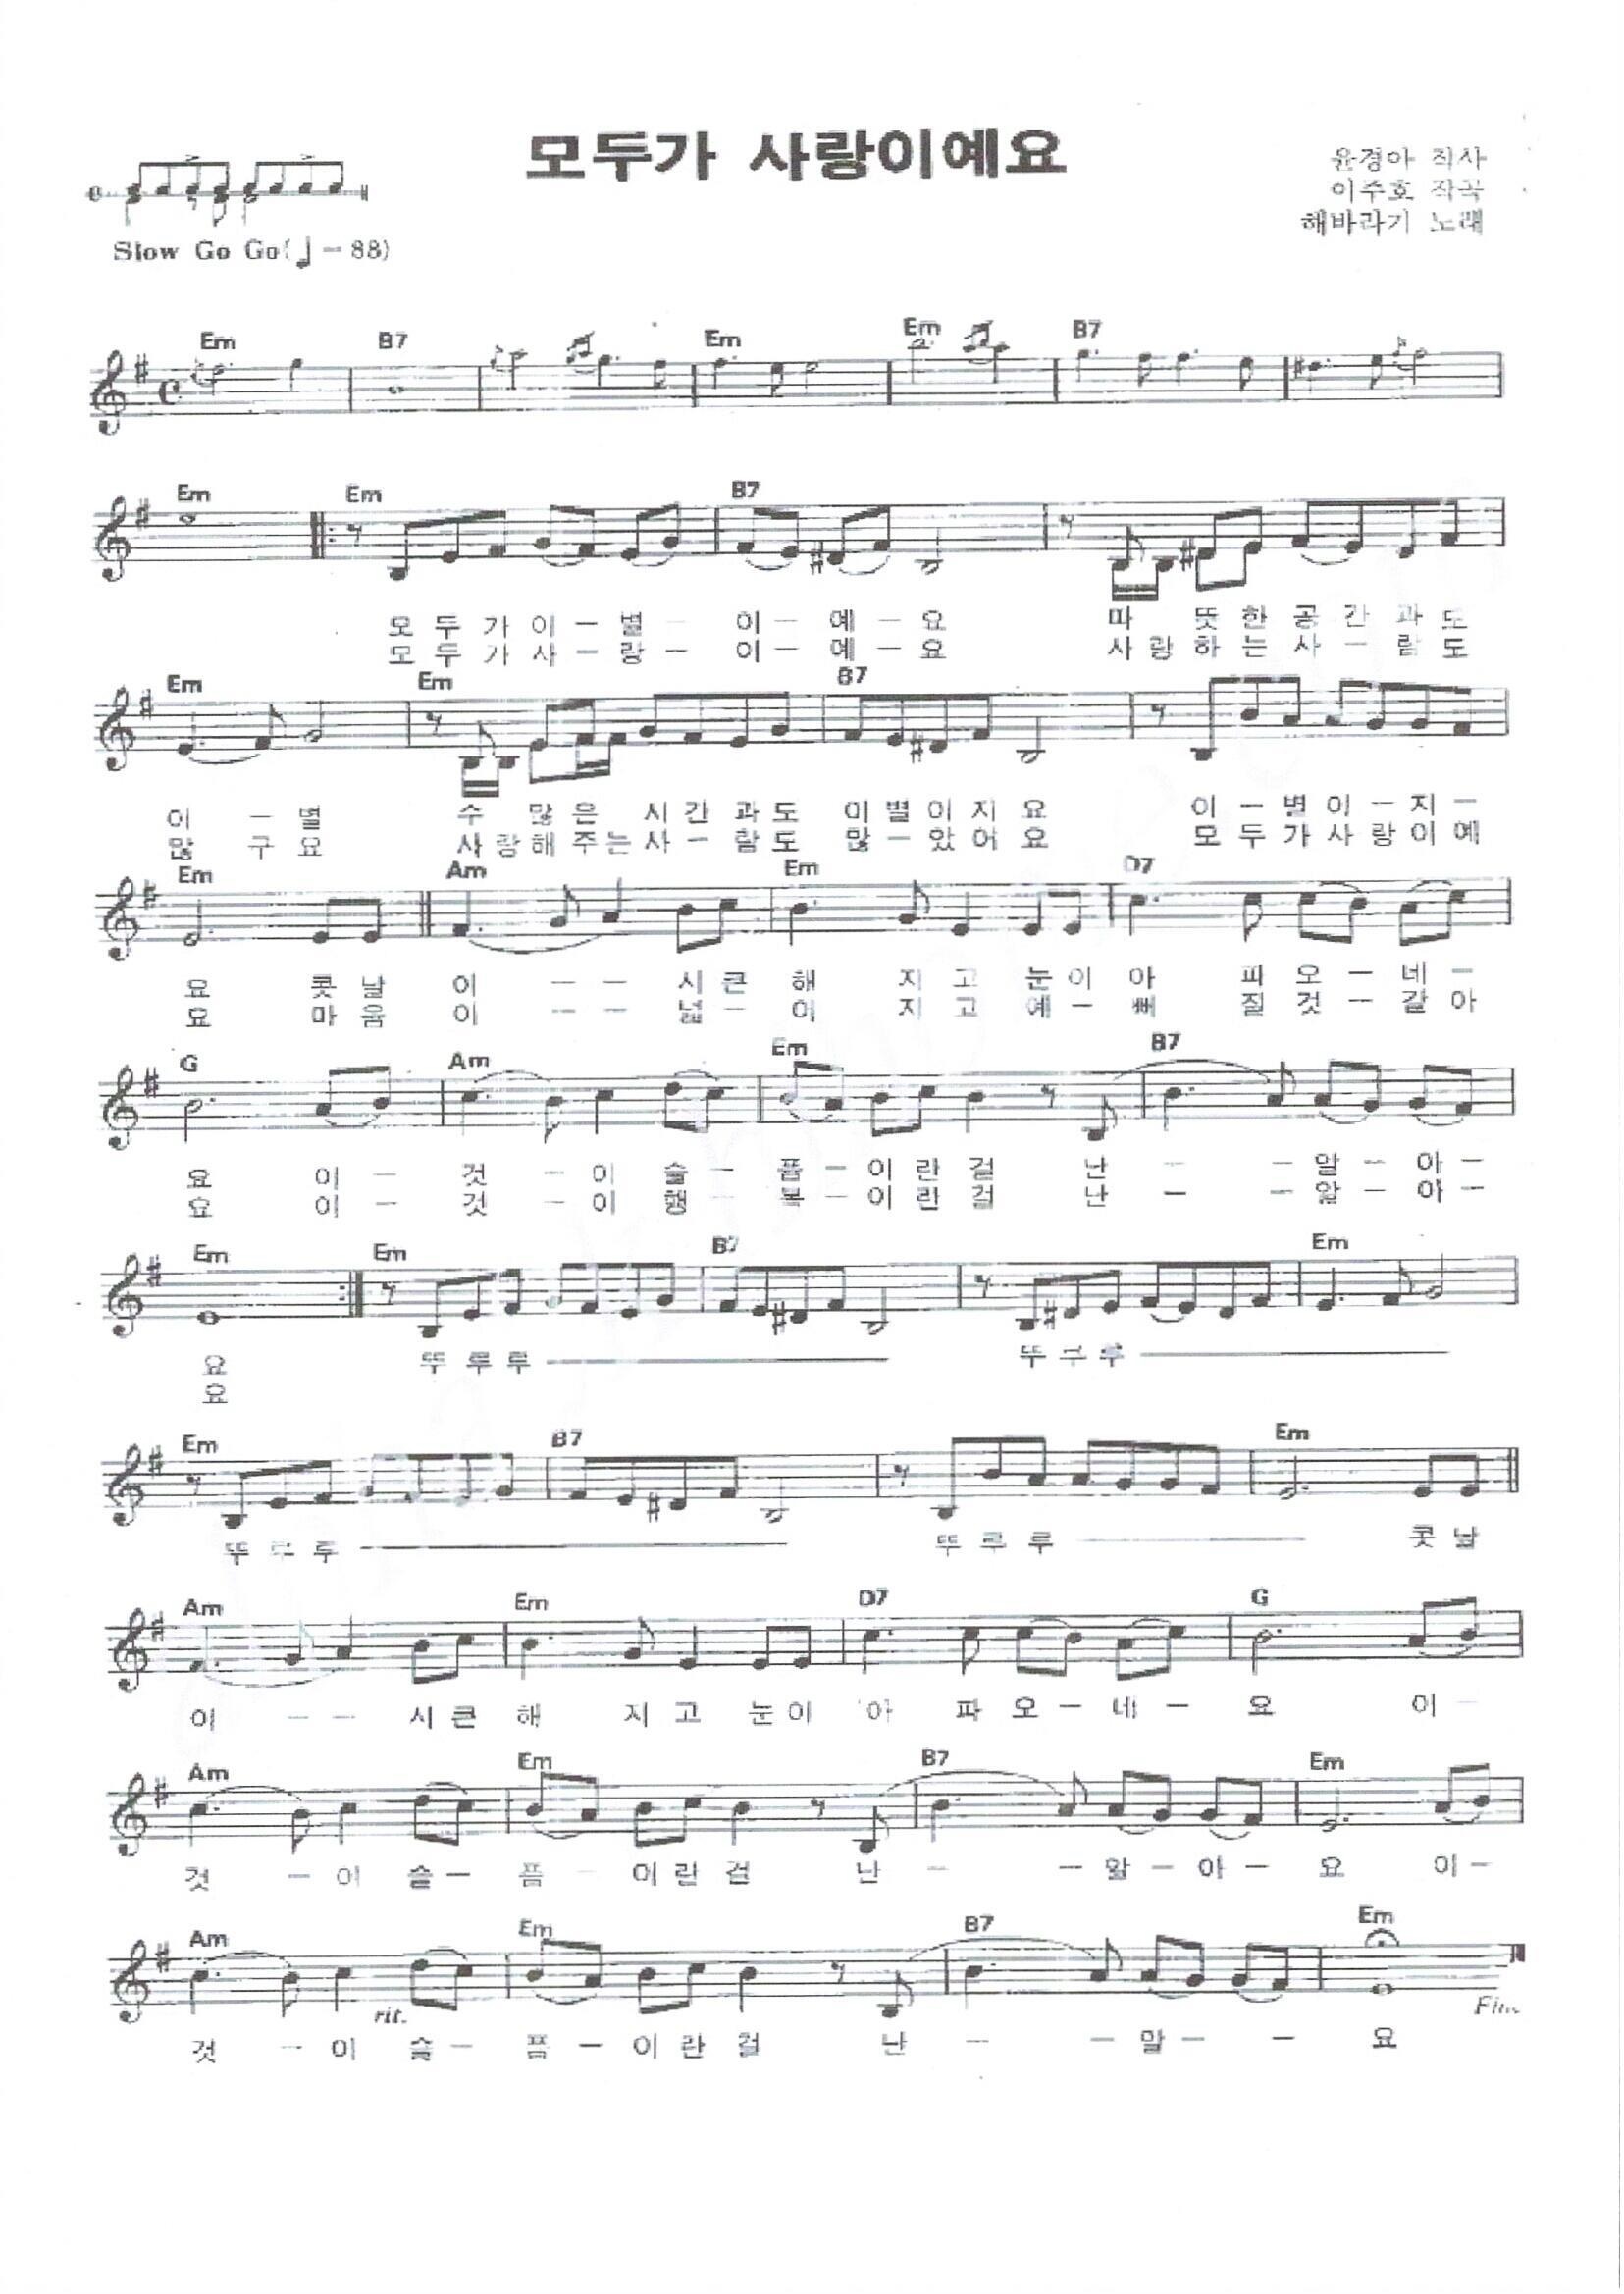 모두가 사랑이예요
윤경아 작사
이주호 작곡
해바라기 노래
Slow Go Go(♩=88)
Em B7 Em Em B7
Em Em B7
모 두 가 이 - 별 - 이 - 예 - 요 따 뜻 한 공 간 과 도
모 두 가 사 - 랑 - 이 - 예 - 요 사 랑 하 는 사 - 람 도
Em Em B7
이 - 별 수 많 은 시 간 과 도 이 별 이 지 요 이 - 별 이 - 지 -
많 구 요 사 랑 해 주 는 사 - 람 도 많 - 았 어 요 모 두 가 사 랑 이 예
Em Am Em D7
요 콧 날 이 - - 시 큰 해 지 고 눈 이 아 파 오 - 네 -
요 마 음 이 - - 넓 - 어 지 고 예 - 뻐 질 것 - 같 아
G Am Em B7
요 이 - 것 - 이 슬 - 픔 - 이 란 걸 난 - - 알 - 아 -
요 이 - 것 - 이 행 - 복 - 이 란 걸 난 - - 알 - 아 -
Em Em B7 Em
요 뚜 루 루 뚜 루 루
요
Em B7 Em
뚜 루 루 뚜 루 루 콧 날
Am Em D7 G
이 - - 시 큰 해 지 고 눈 이 아 파 오 - 네 - 요 이 -
Am Em B7 Em
것 - 이 슬 - 픔 - 이 란 걸 난 - - 알 - 아 - 요 이 -
Am Em B7 Em
rit. Fine
것 - 이 슬 - 픔 - 이 란 걸 난 - - 알 - - 요